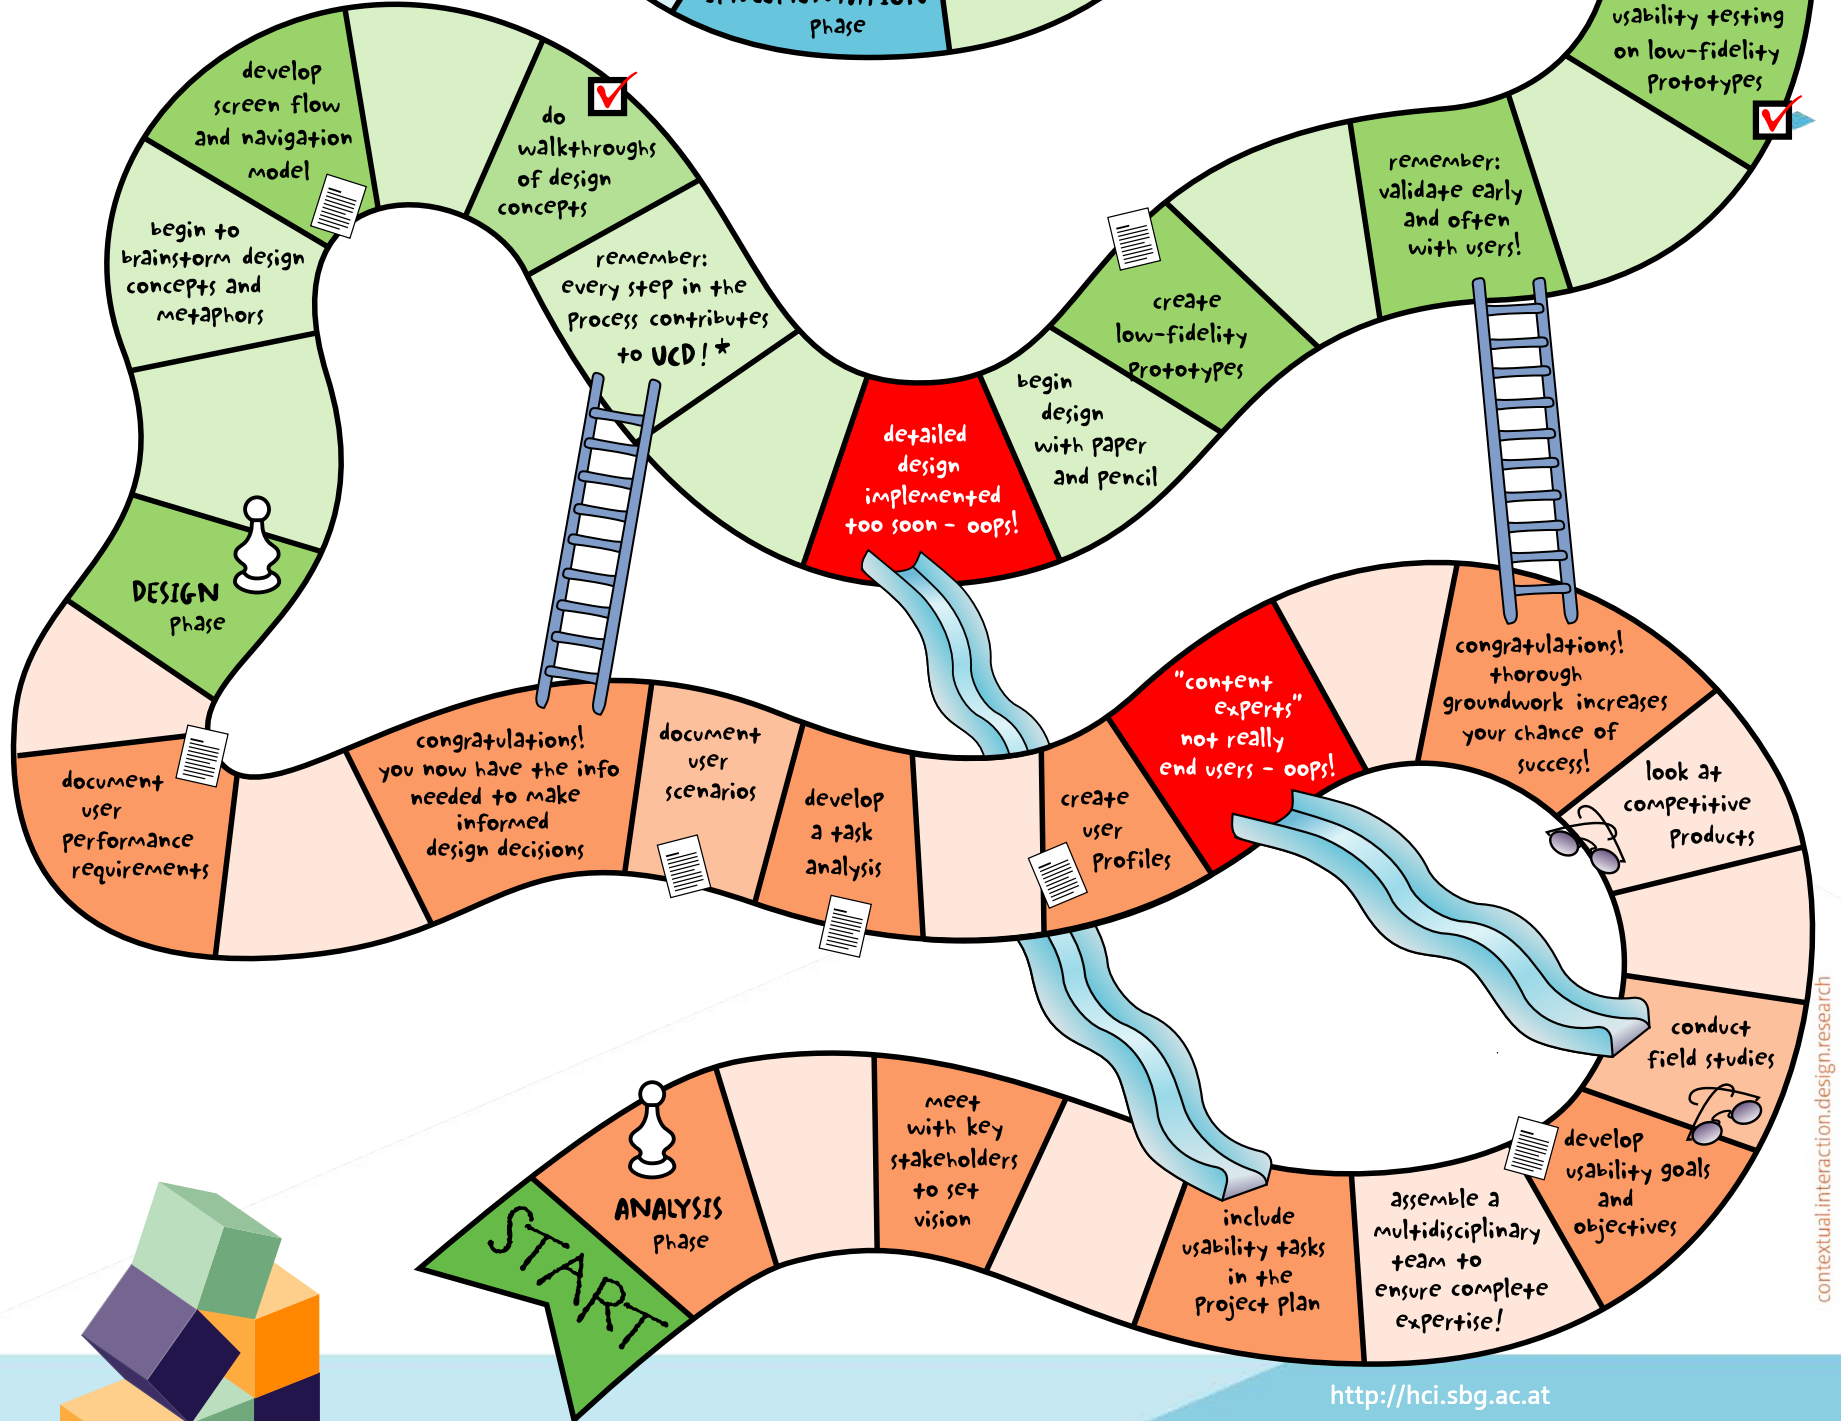 phase
usability testing
on low-fidelity
prototypes
develop
screen flow
and navigation
model
do
walkthroughs
of design
concepts
remember:
validate early
and often
with users!
begin to
brainstorm design
concepts and
metaphors
remember:
every step in the
process contributes
to UCD! *
create
low-fidelity
prototypes
begin
design
with paper
and pencil
detailed
design
implemented
too soon - oops!
DESIGN
phase
document
user
performance
requirements
congratulations!
you now have the info
needed to make
informed
design decisions
document
user
scenarios
develop
a task
analysis
create
user
profiles
"content
experts"
not really
end users - oops!
congratulations!
thorough
groundwork increases
your chance of
success!
look at
competitive
products
conduct
field studies
develop
usability goals
and
objectives
assemble a
multidisciplinary
team to
ensure complete
expertise!
include
usability tasks
in the
project plan
meet
with key
stakeholders
to set
vision
ANALYSIS
phase
START
contextual.interaction.design.research
http://hci.sbg.ac.at